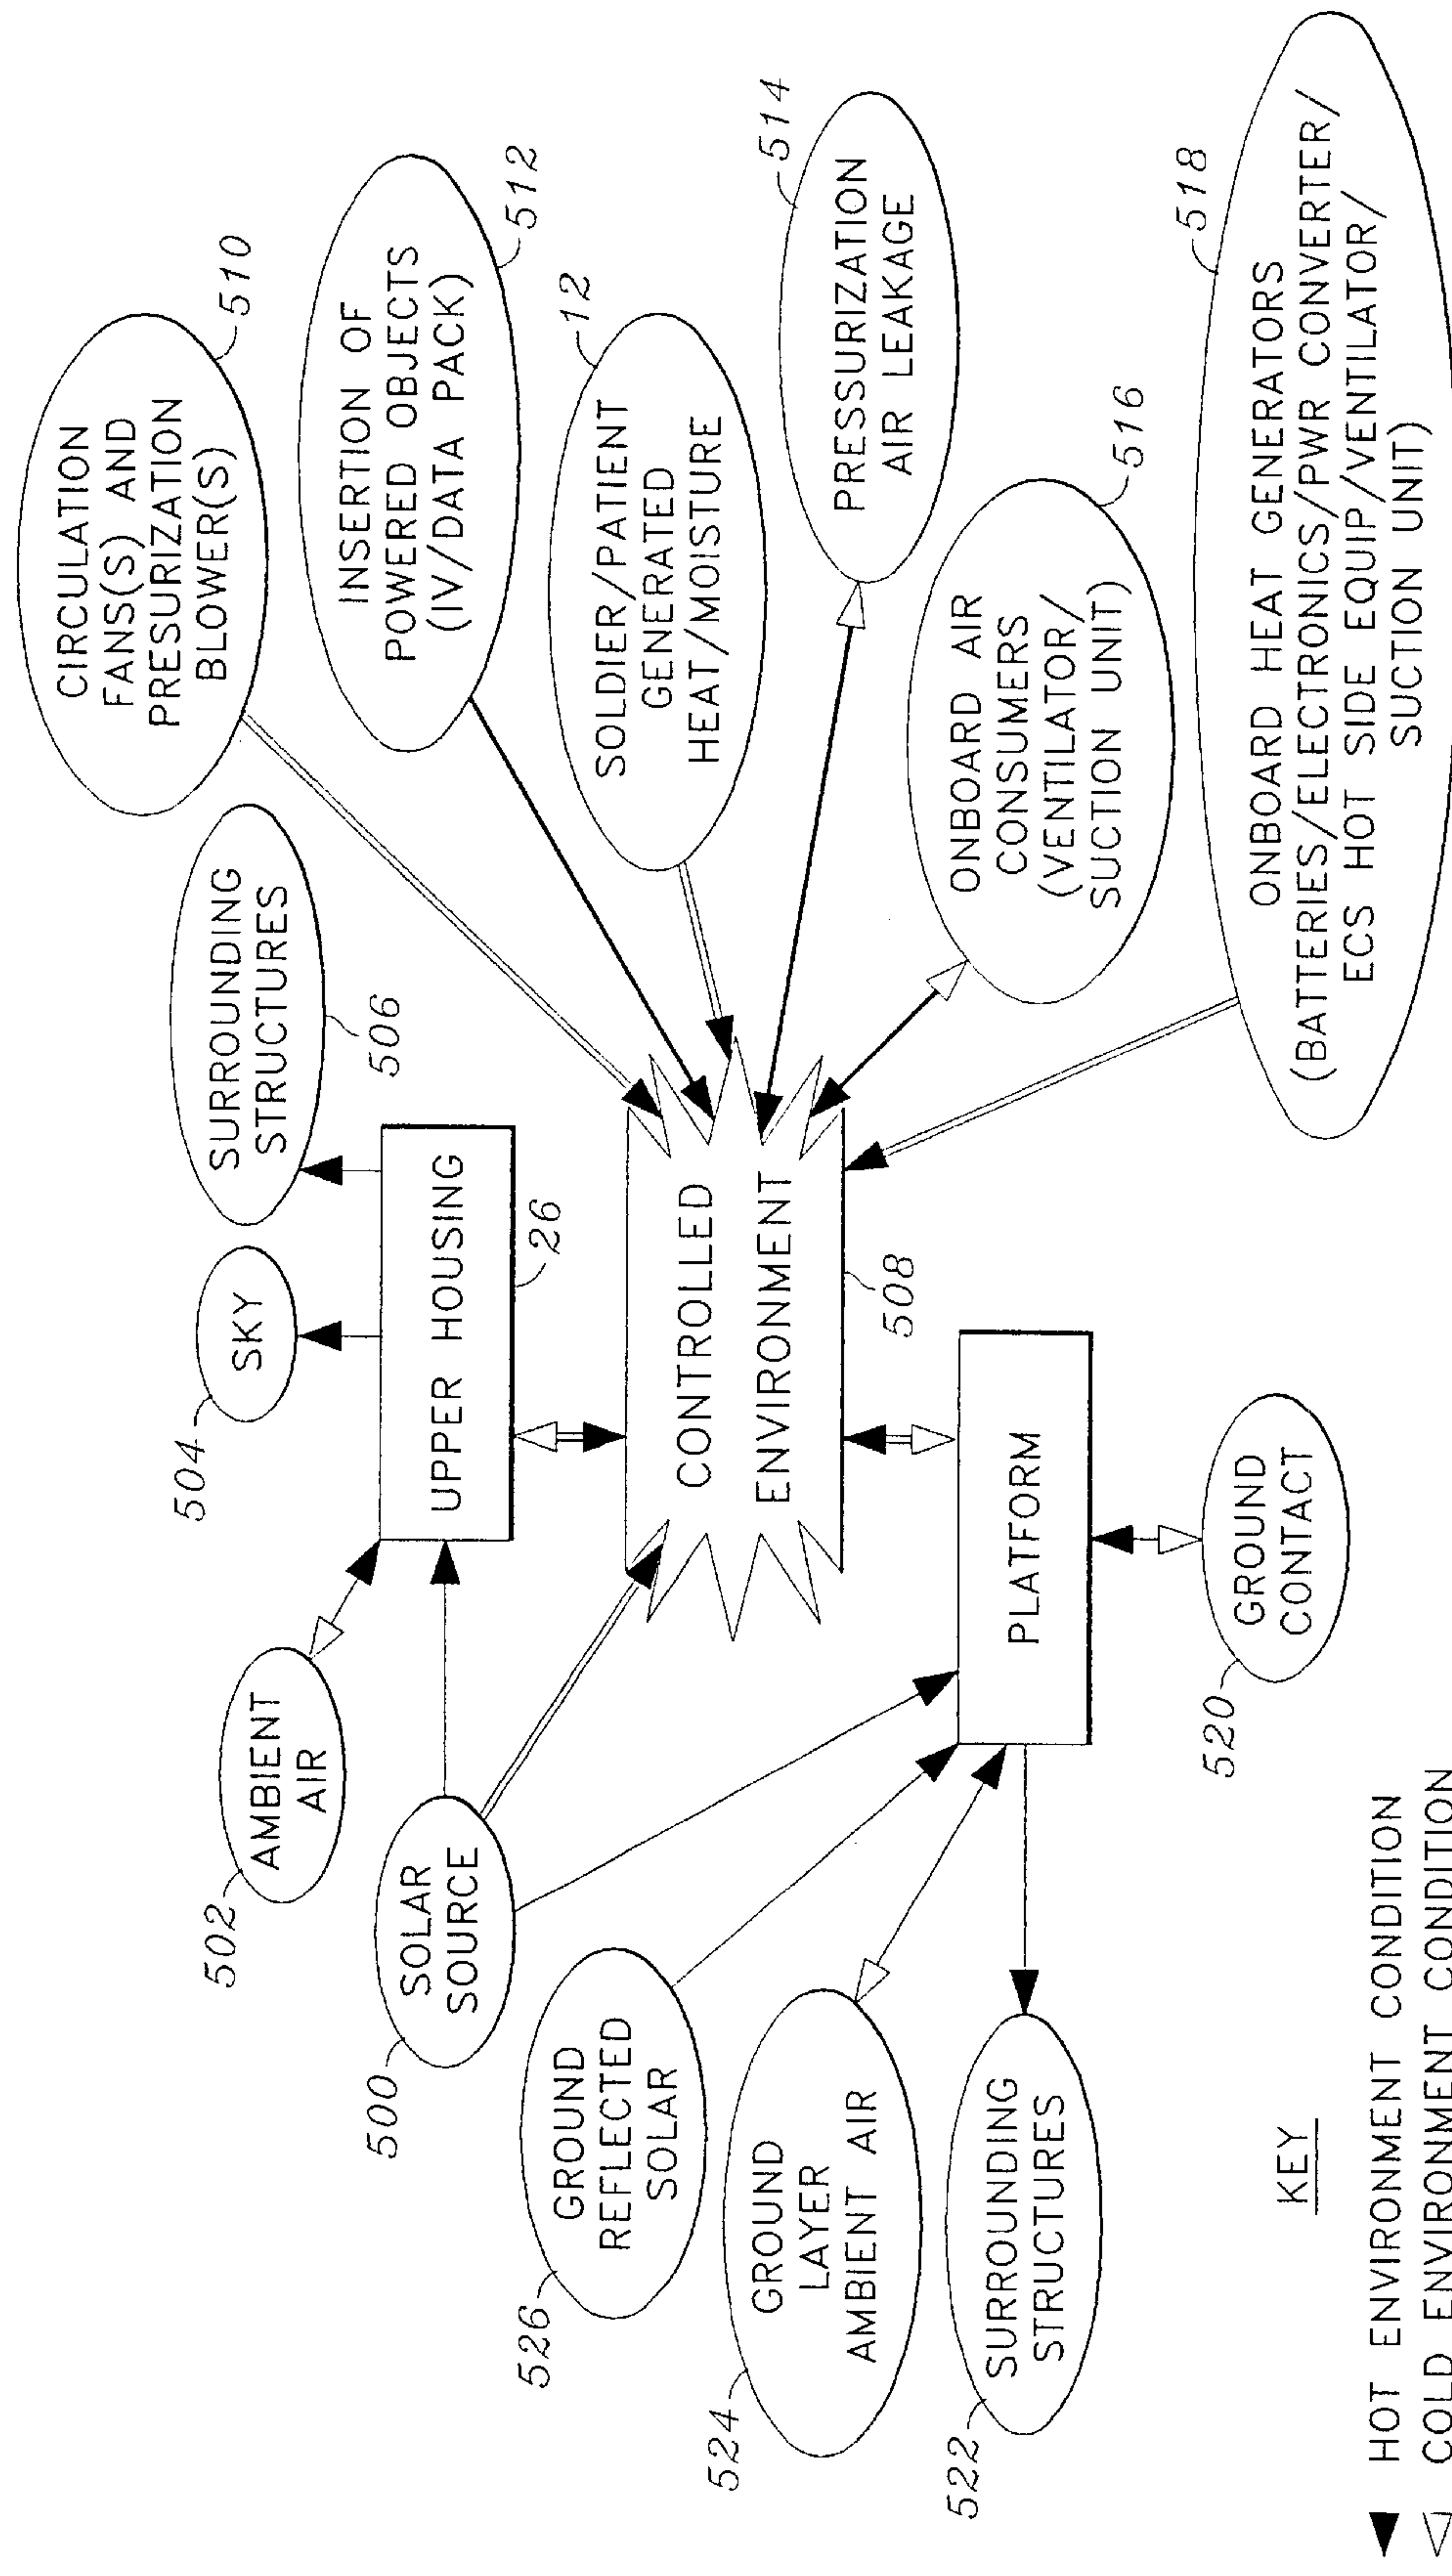 CIRCULATION
FANS(S) AND
PRESURIZATION
BLOWER(S)
510
INSERTION OF
POWERED OBJECTS
(IV/DATA PACK)
512
SOLDIER/PATIENT
GENERATED
HEAT/MOISTURE
12
PRESSURIZATION
AIR LEAKAGE
514
ONBOARD AIR
CONSUMERS
(VENTILATOR/
SUCTION UNIT)
516
ONBOARD HEAT GENERATORS
(BATTERIES/ELECTRONICS/PWR CONVERTER/
ECS HOT SIDE EQUIP/VENTILATOR/
SUCTION UNIT)
518
SURROUNDING
STRUCTURES
506
SKY
504
UPPER HOUSING
26
CONTROLLED
ENVIRONMENT
508
AMBIENT
AIR
502
SOLAR
SOURCE
500
GROUND
REFLECTED
SOLAR
526
GROUND
LAYER
AMBIENT AIR
524
SURROUNDING
STRUCTURES
522
PLATFORM
GROUND
CONTACT
520
KEY
HOT ENVIRONMENT CONDITION
COLD ENVIRONMENT CONDITION